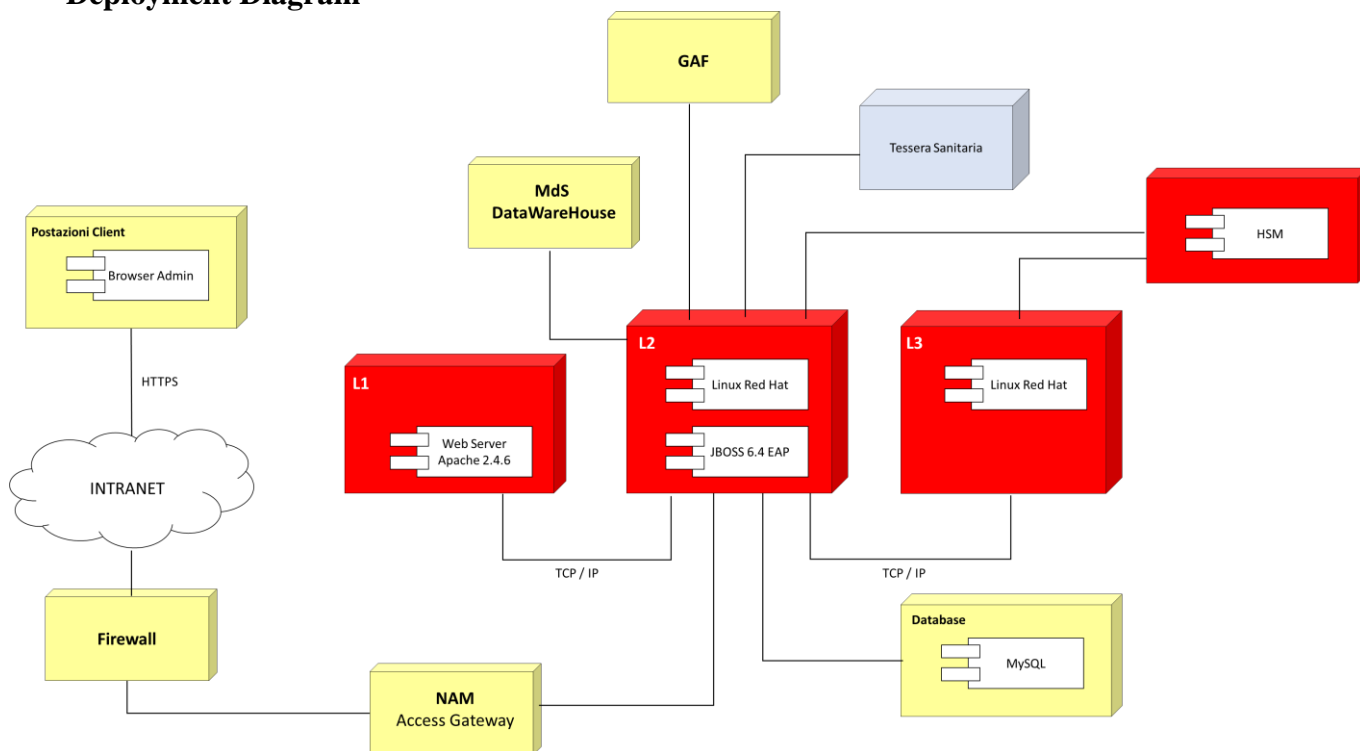 Deployment Diagram
GAF
Tessera Sanitaria
MdS
DataWareHouse
HSM
Postazioni Client
Browser Admin
HTTPS
INTRANET
L1
Web Server
Apache 2.4.6
L2
Linux Red Hat
JBOSS 6.4 EAP
L3
Linux Red Hat
TCP / IP
TCP / IP
Firewall
NAM
Access Gateway
Database
MySQL